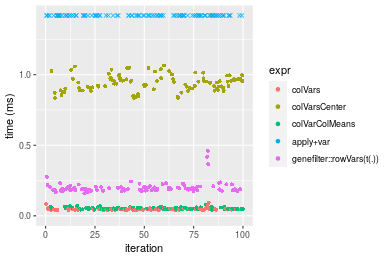 time (ms)
1.0
0.5
0.0
0
25
50
75
100
iteration
expr
colVars
colVarsCenter
colVarColMeans
apply+var
genefilter::rowVars(t(.))